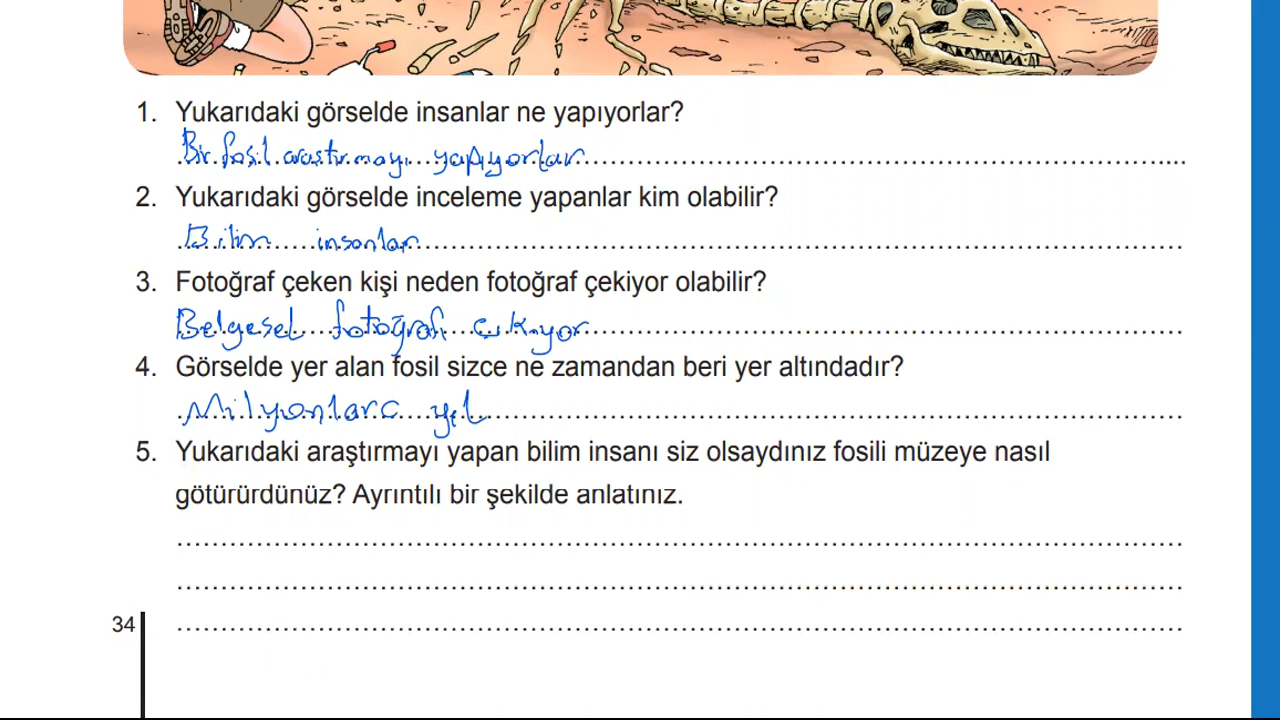 1. Yukarıdaki görselde insanlar ne yapıyorlar?
Bir fosil araştırmayı yapıyorlar
2. Yukarıdaki görselde inceleme yapanlar kim olabilir?
Bilim insanlar
3. Fotoğraf çeken kişi neden fotoğraf çekiyor olabilir?
Belgesel fotoğrafı çıkıyor
4. Görselde yer alan fosil sizce ne zamandan beri yer altındadır?
Milyonlarca yıl
5. Yukarıdaki araştırmayı yapan bilim insanı siz olsaydınız fosili müzeye nasıl
götürürdünüz? Ayrıntılı bir şekilde anlatınız.
34